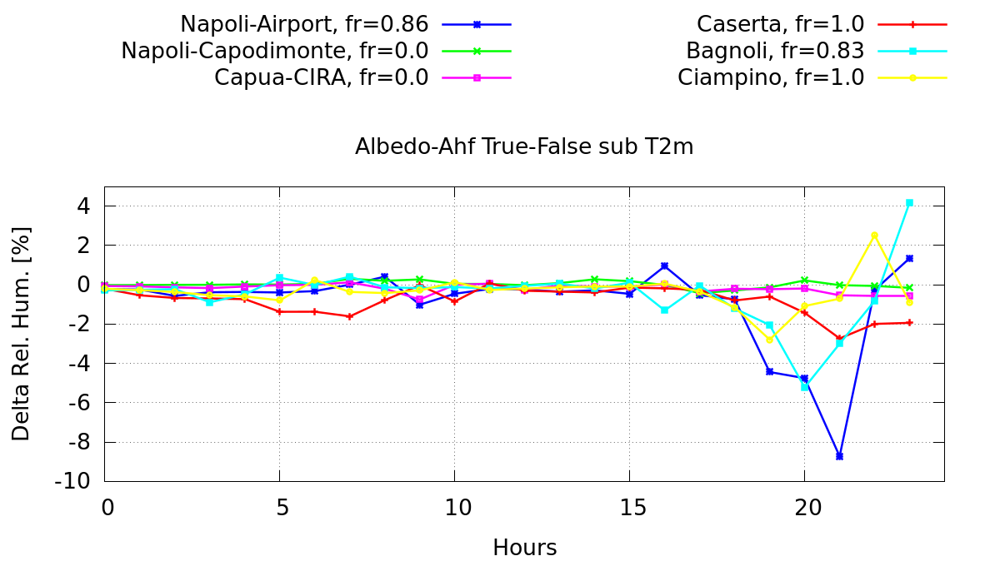 Napoli-Airport, fr=0.86
Napoli-Capodimonte, fr=0.0
Capua-CIRA, fr=0.0
Caserta, fr=1.0
Bagnoli, fr=0.83
Ciampino, fr=1.0
Albedo-Ahf True-False sub T2m
Delta Rel. Hum. [%]
4
2
0
-2
-4
-6
-8
-10
0 5 10 15 20
Hours